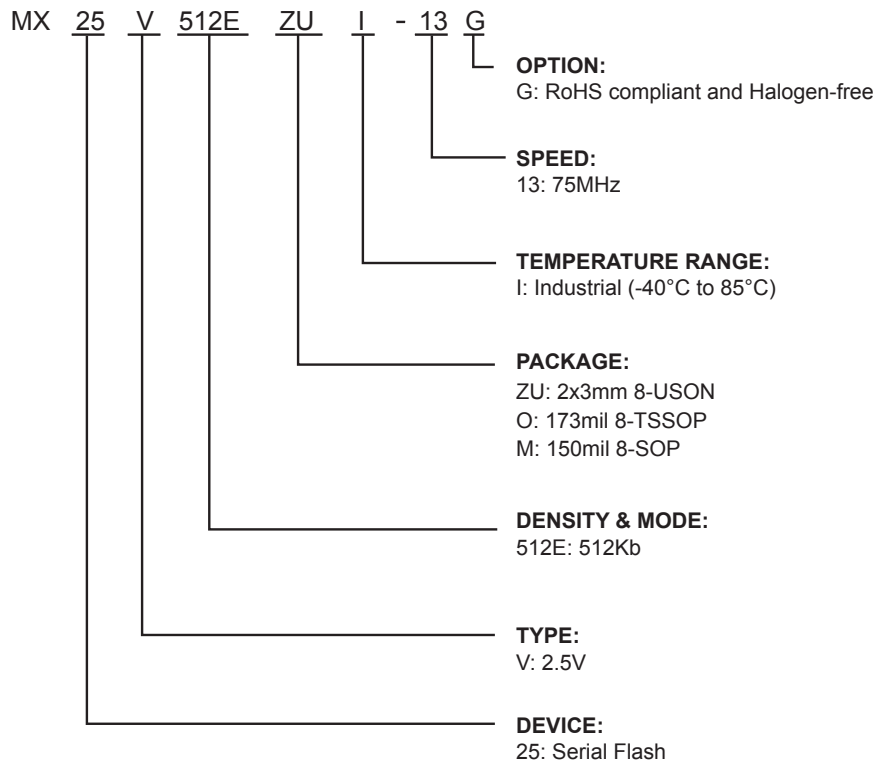 MX 25 V 512E ZU I - 13 G
OPTION:
G: RoHS compliant and Halogen-free
SPEED:
13: 75MHz
TEMPERATURE RANGE:
I: Industrial (-40°C to 85°C)
PACKAGE:
ZU: 2x3mm 8-USON
O: 173mil 8-TSSOP
M: 150mil 8-SOP
DENSITY & MODE:
512E: 512Kb
TYPE:
V: 2.5V
DEVICE:
25: Serial Flash